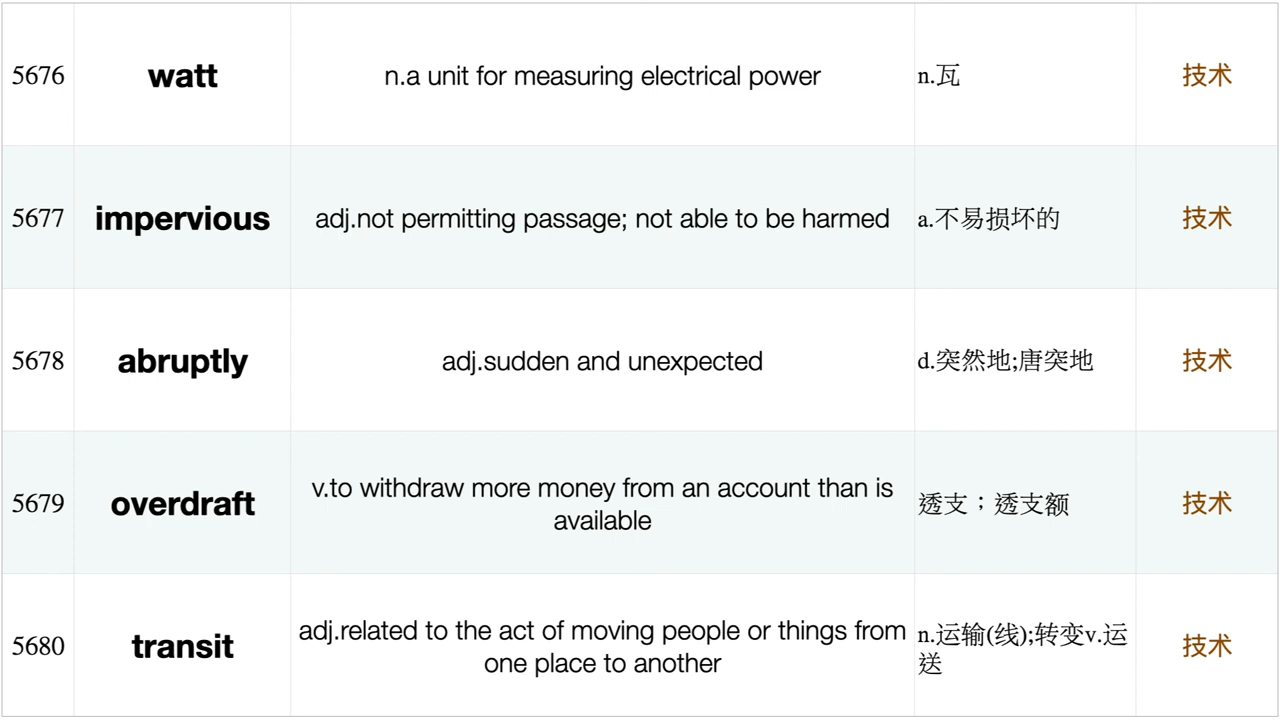 5676 watt n.a unit for measuring electrical power n.瓦 技术
5677 impervious adj.not permitting passage; not able to be harmed a.不易损坏的 技术
5678 abruptly adj.sudden and unexpected d.突然地;唐突地 技术
5679 overdraft v.to withdraw more money from an account than is
available 透支；透支额 技术
5680 transit adj.related to the act of moving people or things from
one place to another n.运输(线);转变v.运
送 技术